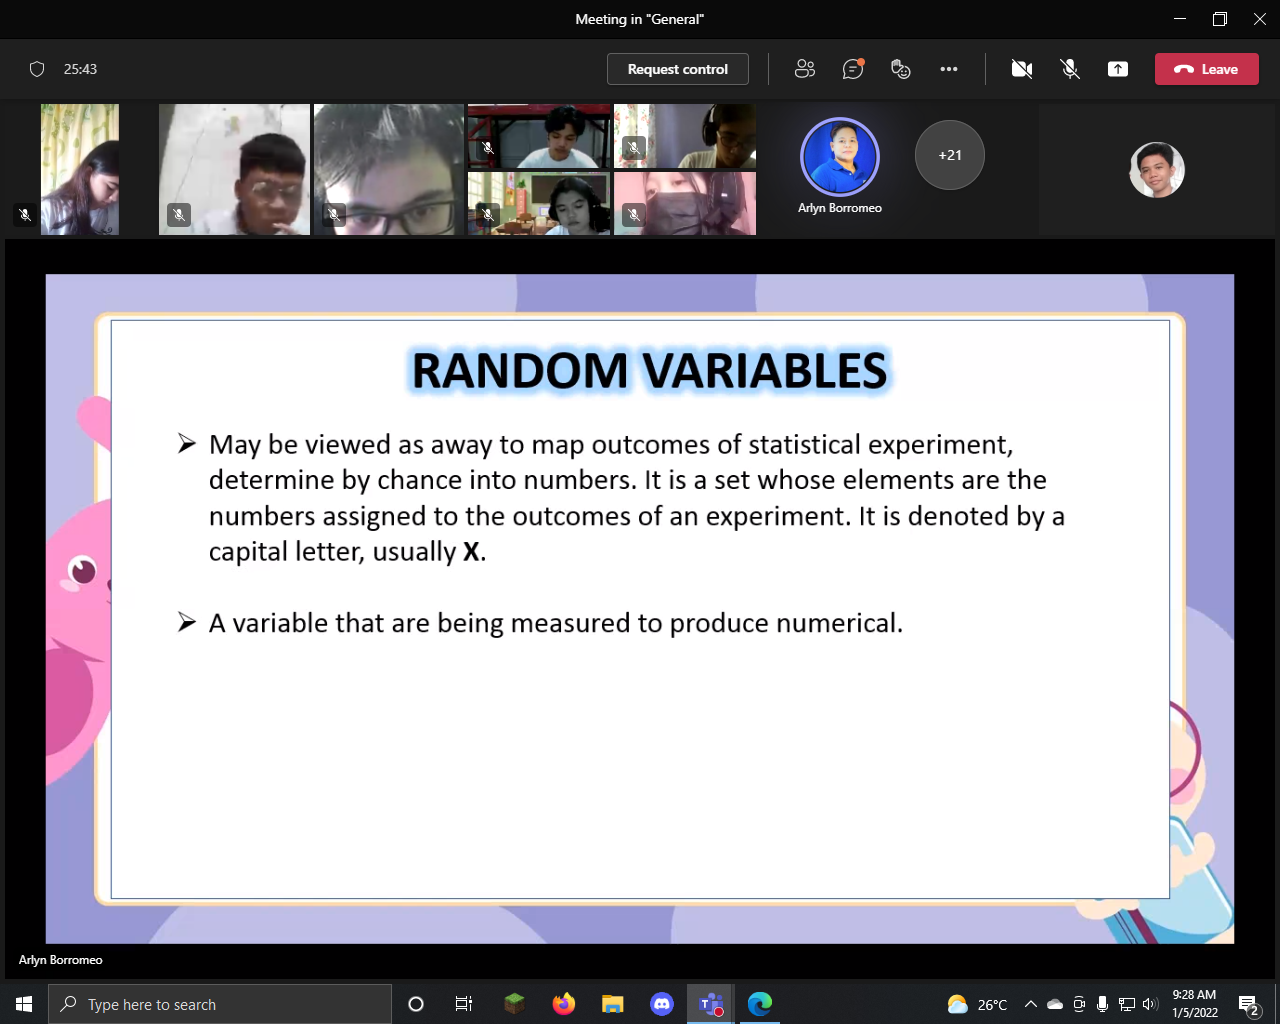 Meeting in "General"
25:43
Request control
Leave
+21
Arlyn Borromeo
RANDOM VARIABLES
May be viewed as away to map outcomes of statistical experiment,
determine by chance into numbers. It is a set whose elements are the
numbers assigned to the outcomes of an experiment. It is denoted by a
capital letter, usually X.
A variable that are being measured to produce numerical.
Arlyn Borromeo
Type here to search
T
26°C
9:28 AM
1/5/2022
2